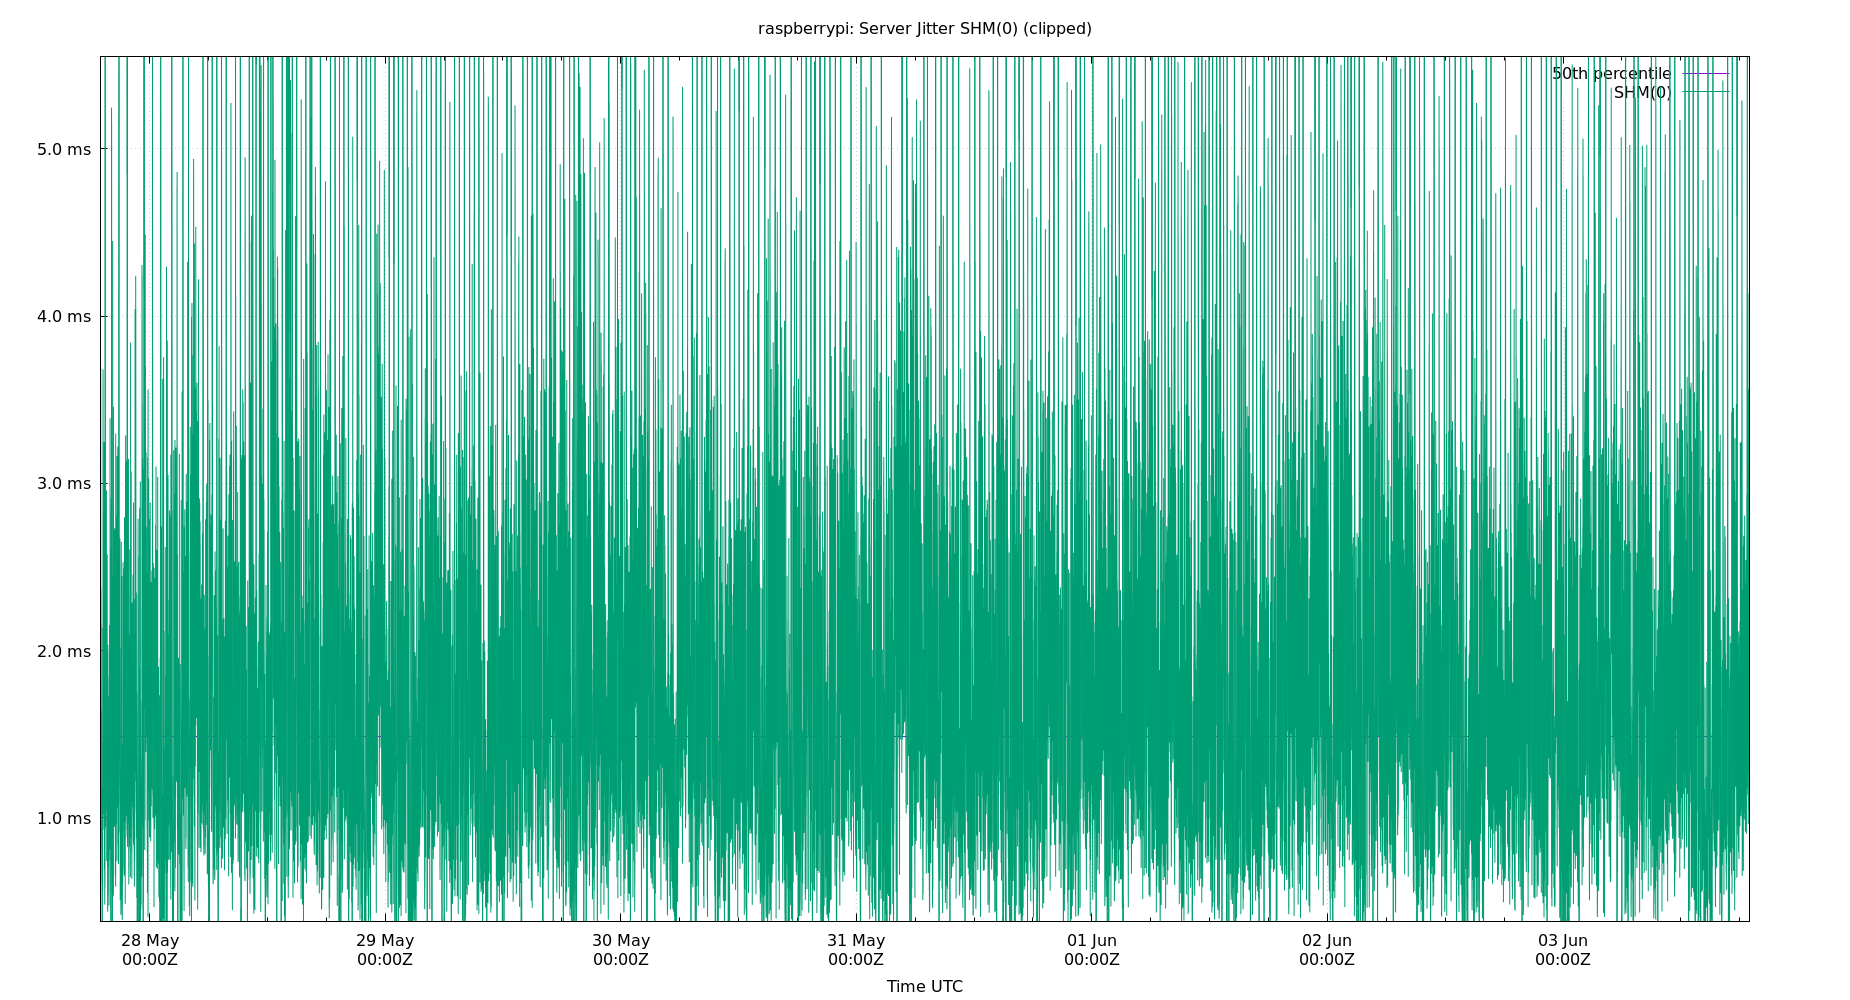 raspberrypi: Server Jitter SHM(0) (clipped)
50th percentile
SHM(0)
5.0 ms
4.0 ms
3.0 ms
2.0 ms
1.0 ms
28 May 29 May 30 May 31 May 01 Jun 02 Jun 03 Jun
00:00Z 00:00Z 00:00Z 00:00Z 00:00Z 00:00Z 00:00Z
Time UTC